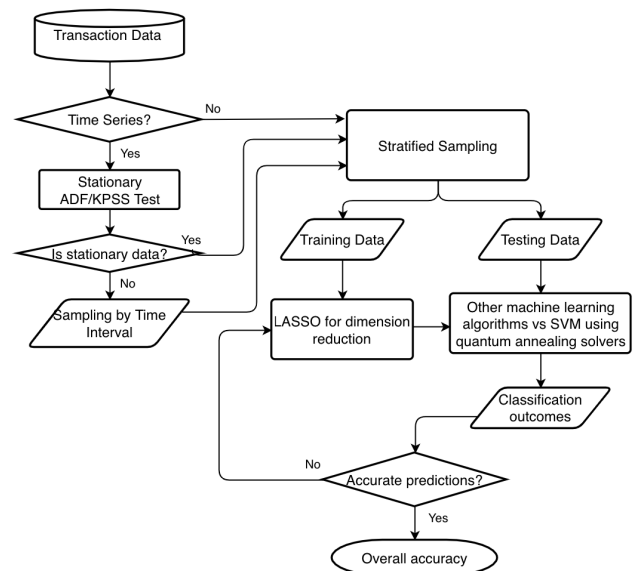 Transaction Data
Time Series?
No
Yes
Stationary
ADF/KPSS Test
Is stationary data?
Yes
No
Sampling by Time
Interval
Stratified Sampling
Training Data
Testing Data
LASSO for dimension
reduction
Other machine learning
algorithms vs SVM using
quantum annealing solvers
Classification
outcomes
Accurate predictions?
No
Yes
Overall accuracy